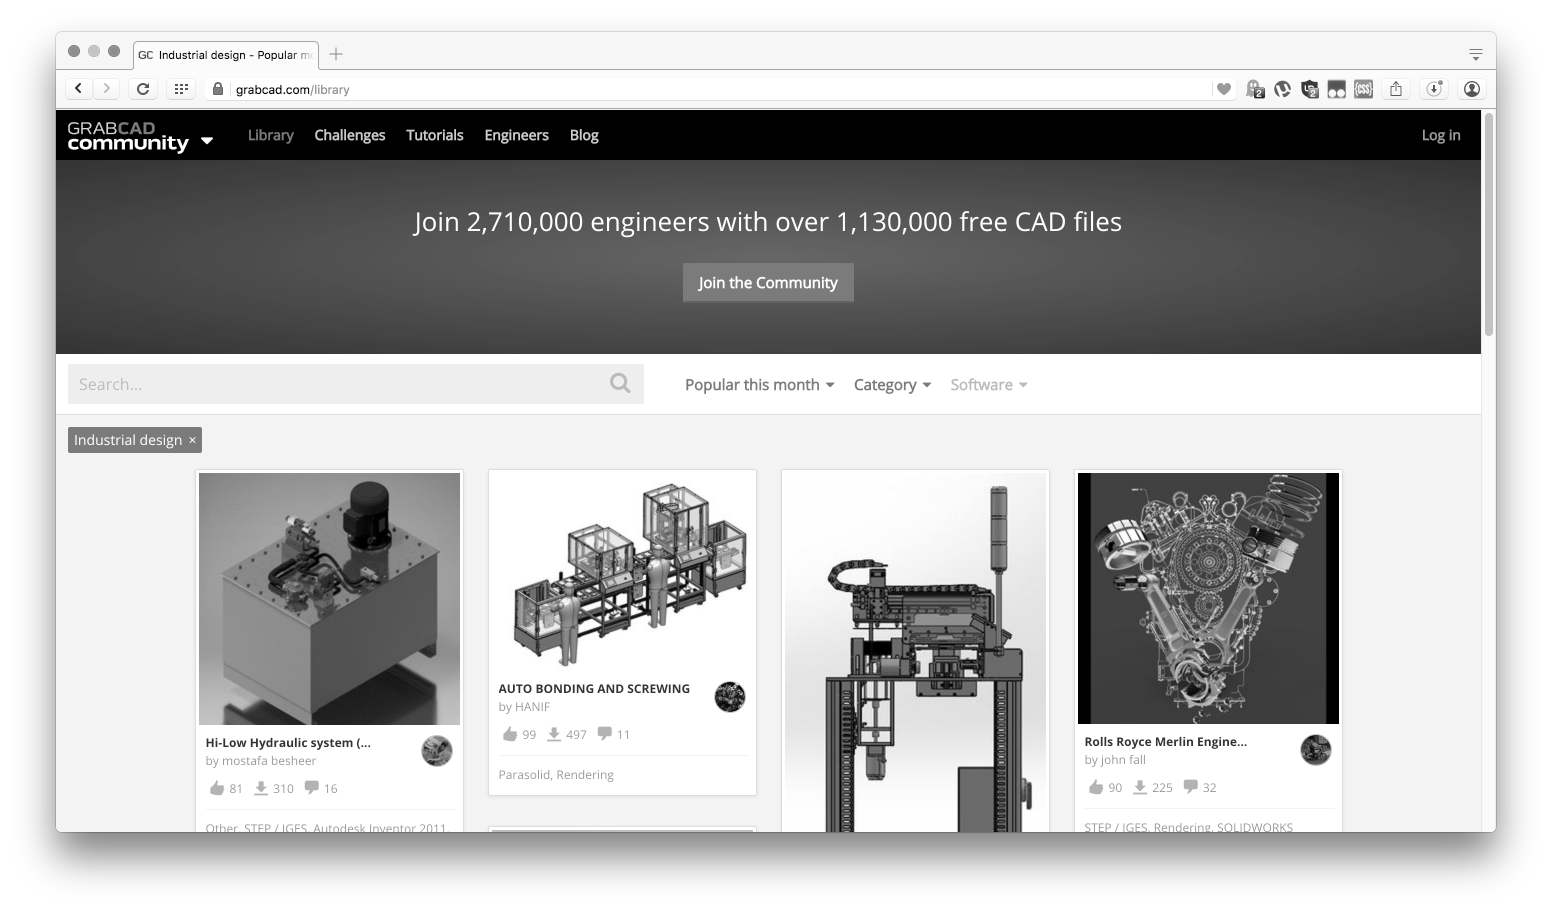 GC Industrial design - Popular m
grabcad.com/library
2
2
{css}
GRABCAD
community
Library Challenges Tutorials Engineers Blog
Log in
Join 2,710,000 engineers with over 1,130,000 free CAD files
Join the Community
Search...
Popular this month Category Software
Industrial design ×
Hi-Low Hydraulic system (...
by mostafa besheer
81 310 16
Other, STEP / IGES, Autodesk Inventor 2011,
AUTO BONDING AND SCREWING
by HANIF
99 497 11
Parasolid, Rendering
Rolls Royce Merlin Engine...
by john fall
90 225 32
STEP / IGES, Rendering, SOLIDWORKS